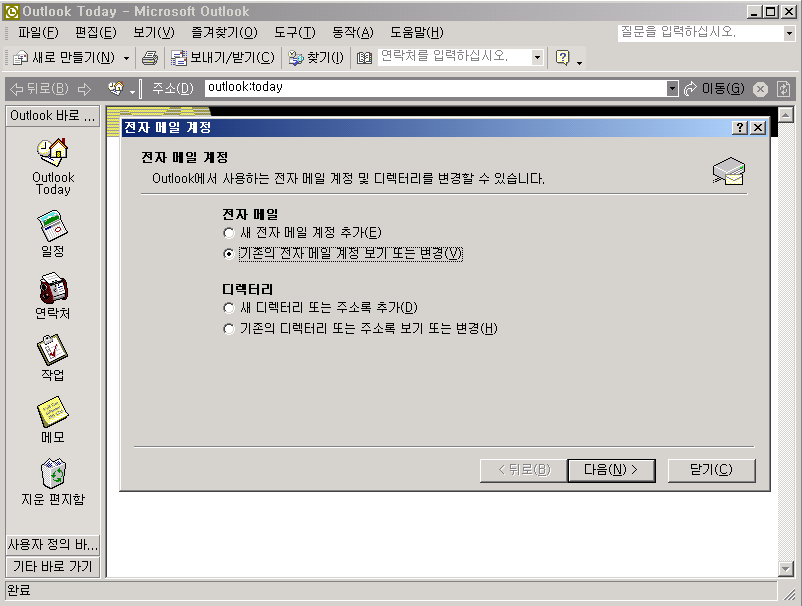 Outlook Today - Microsoft Outlook
파일(F) 편집(E) 보기(V) 즐겨찾기(O) 도구(T) 동작(A) 도움말(H) 질문을 입력하십시오.
새로 만들기(N) 보내기/받기(C) 찾기(I) 연락처를 입력하십시오.
뒤로(B) 주소(D) outlook:today 이동(G)
Outlook 바로 ...
Outlook
Today
일정
연락처
작업
메모
지운 편지함
사용자 정의 바...
기타 바로 가기
전자 메일 계정
전자 메일 계정
Outlook에서 사용하는 전자 메일 계정 및 디렉터리를 변경할 수 있습니다.
전자 메일
새 전자 메일 계정 추가(E)
기존의 전자 메일 계정 보기 또는 변경(V)
디렉터리
새 디렉터리 또는 주소록 추가(D)
기존의 디렉터리 또는 주소록 보기 또는 변경(H)
< 뒤로(B) 다음(N) > 닫기(C)
완료